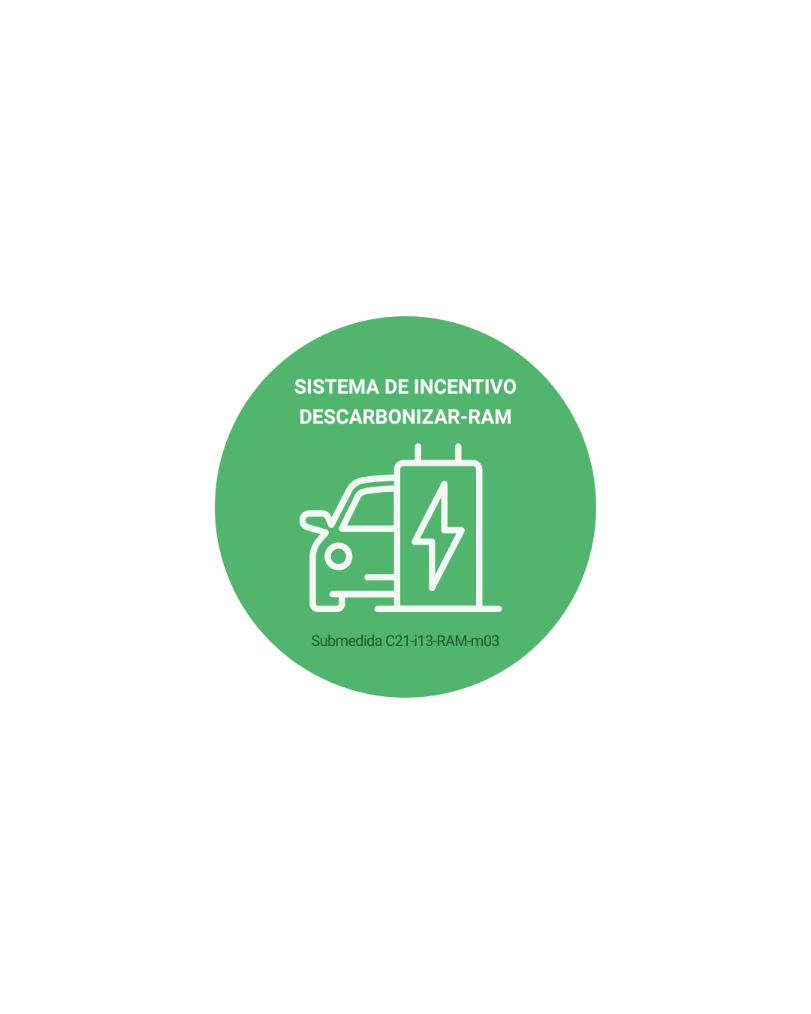 SISTEMA DE INCENTIVO
DESCARBONIZAR-RAM
Submedida C21-i13-RAM-m03